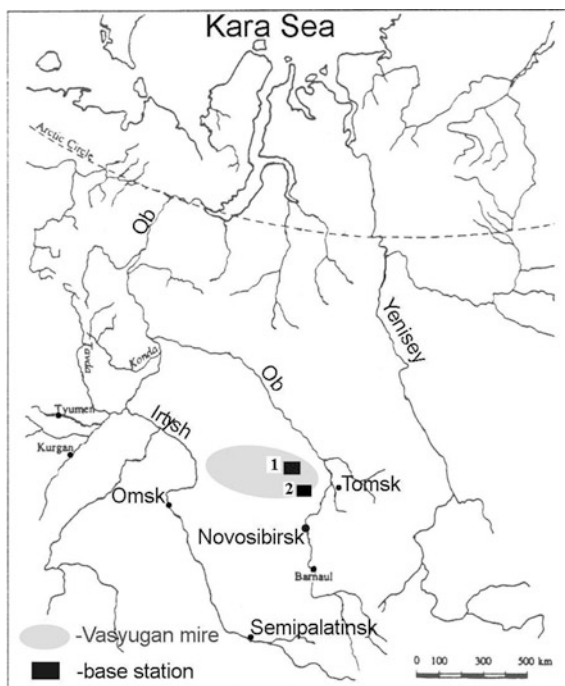 Kara Sea
Arctic Circle
Ob
Yenisey
Ob
Konda
Tavda
Tyumen
Irtysh
Kurgan
1
2
Tomsk
Omsk
Novosibirsk
Barnaul
Semipalatinsk
-Vasyugan mire
-base station
0 100 300 500 km